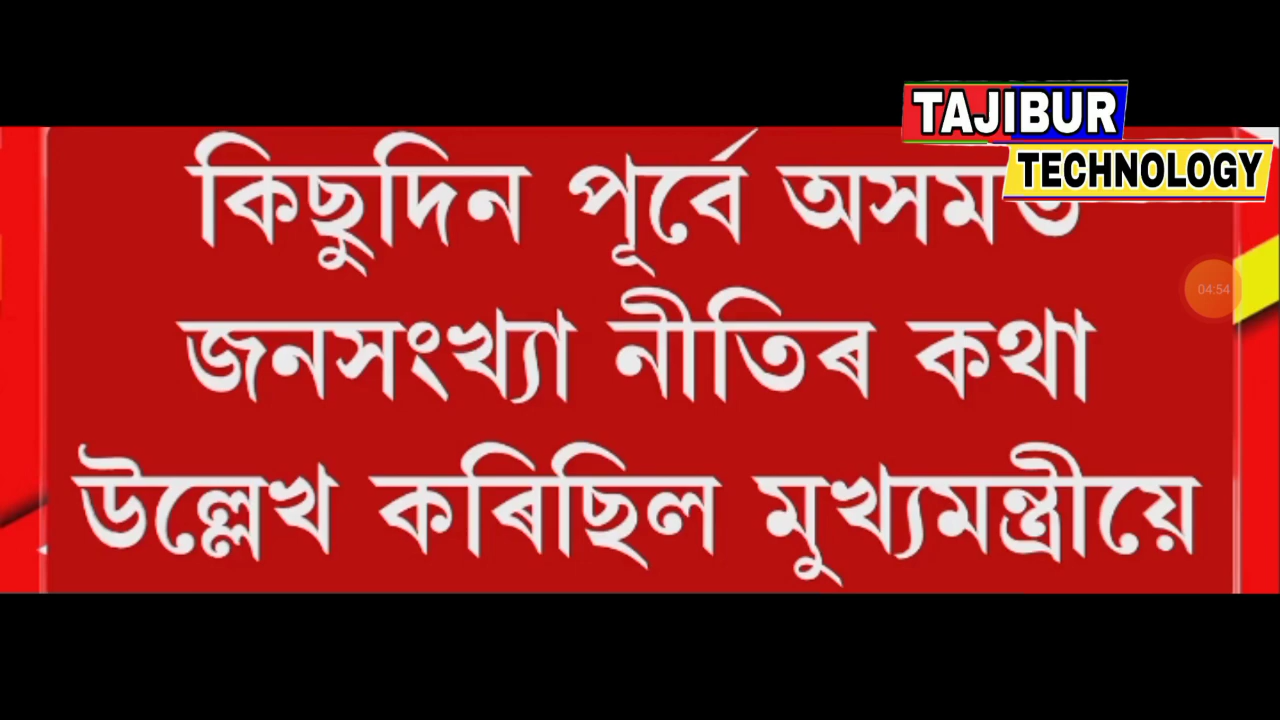 TAJIBUR
TECHNOLOGY
কিছুদিন পূৰ্বে অসমত
04:54
জনসংখ্যা নীতিৰ কথা
উল্লেখ কৰিছিল মুখ্যমন্ত্ৰীয়ে